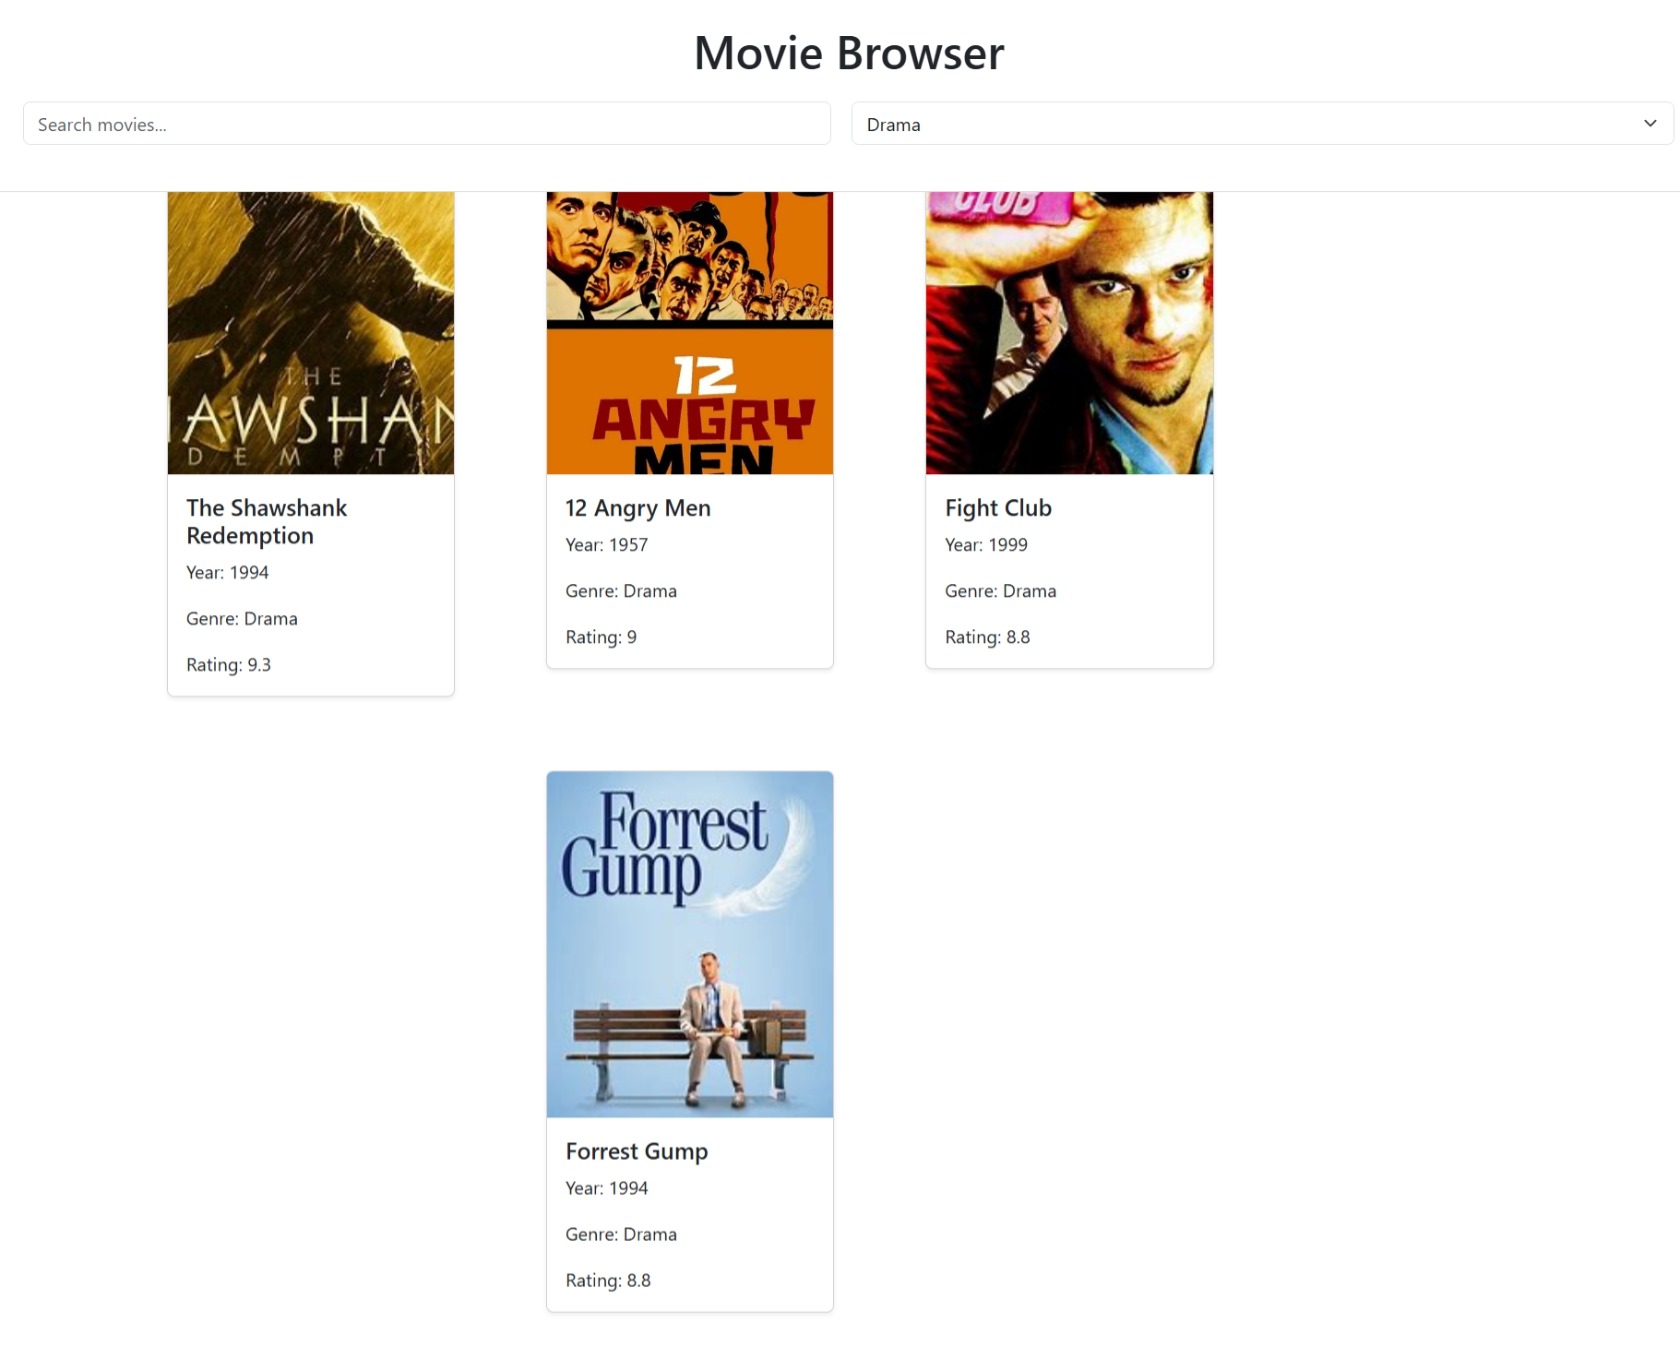 Movie Browser
Search movies...
Drama
CLUB
THE
AWSHAN
DEMPT
12
ANGRY
MEN
The Shawshank
Redemption
Year: 1994
Genre: Drama
Rating: 9.3
12 Angry Men
Year: 1957
Genre: Drama
Rating: 9
Fight Club
Year: 1999
Genre: Drama
Rating: 8.8
Forrest
Gump
Forrest Gump
Year: 1994
Genre: Drama
Rating: 8.8